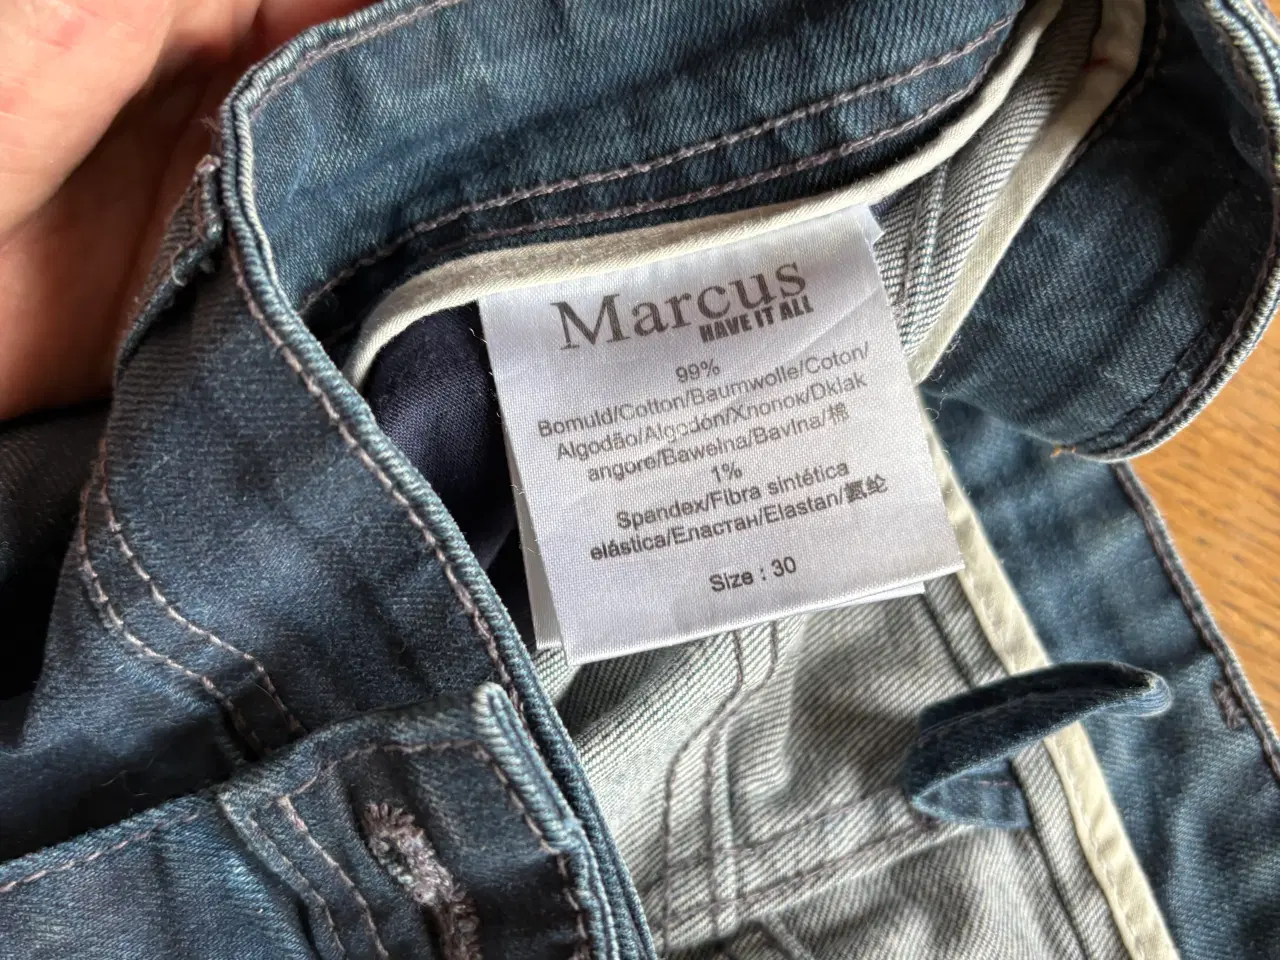 Marcus
HAVE IT ALL
99%
Bomuld/Cotton/Baumwolle/Coton/
Algodão/Algodón/Хлопок/Dklak
angore/Bawelna/Bavlna/棉
1%
Spandex/Fibra sintética
elástica/Еластан/Elastan/氨纶
Size : 30